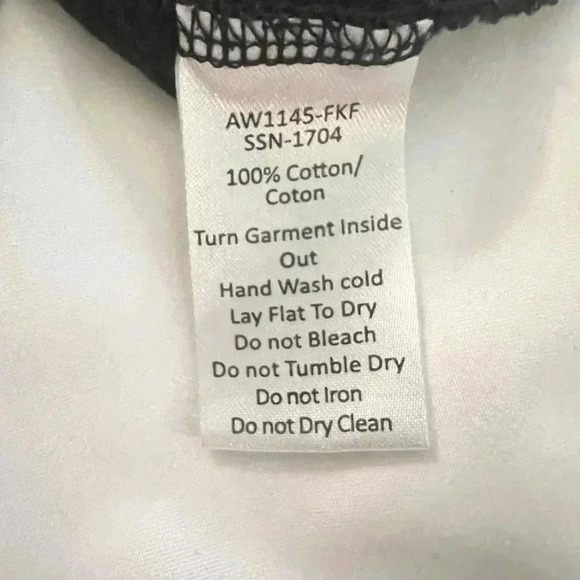 AW1145-FKF
SSN-1704
100% Cotton/
Coton
Turn Garment Inside
Out
Hand Wash cold
Lay Flat To Dry
Do not Bleach
Do not Tumble Dry
Do not Iron
Do not Dry Clean